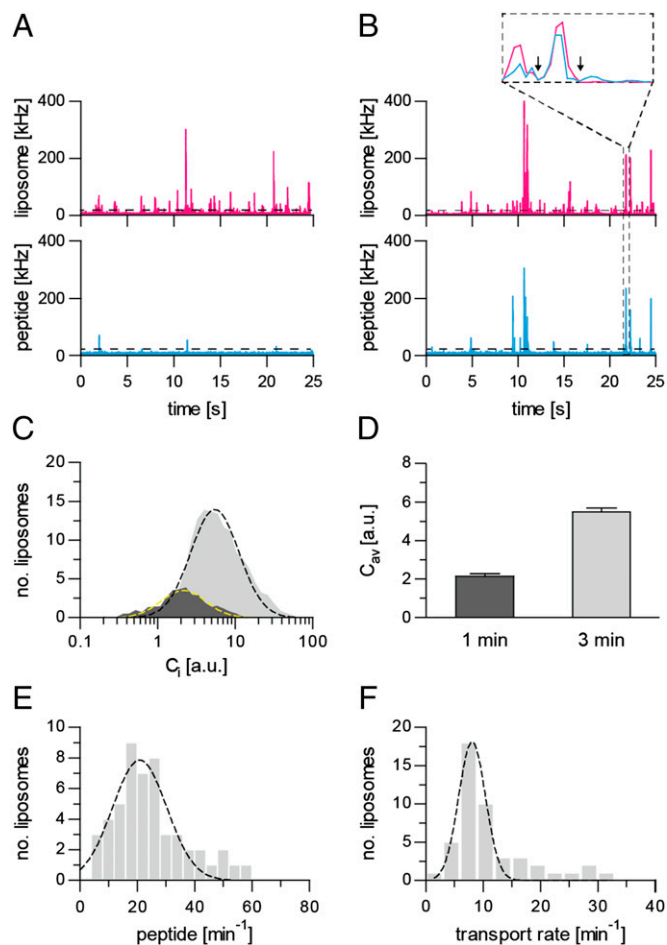 A
B
400
200
0
liposome [kHz]
400
200
0
liposome [kHz]
400
200
0
peptide [kHz]
0 5 10 15 20 25
time [s]
400
200
0
peptide [kHz]
0 5 10 15 20 25
time [s]
C
D
20
15
10
5
0
no. liposomes
0.1 1 10 100
Ci [a.u.]
8
6
4
2
0
Cav [a.u.]
1 min 3 min
E
F
10
8
6
4
2
0
no. liposomes
0 20 40 60 80
peptide [min-1]
20
15
10
5
0
no. liposomes
0 10 20 30 40
transport rate [min-1]